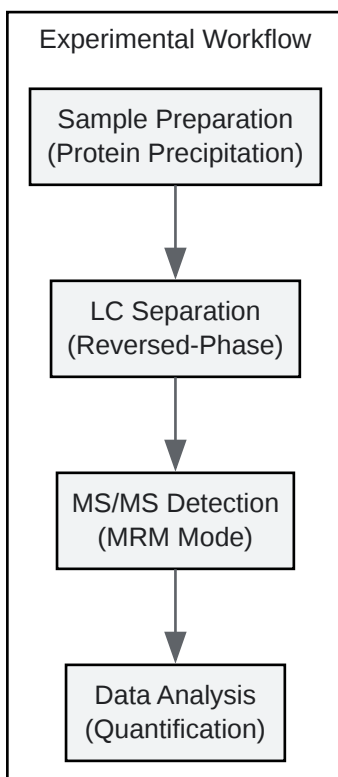 Experimental Workflow
Sample Preparation
(Protein Precipitation)
LC Separation
(Reversed-Phase)
MS/MS Detection
(MRM Mode)
Data Analysis
(Quantification)